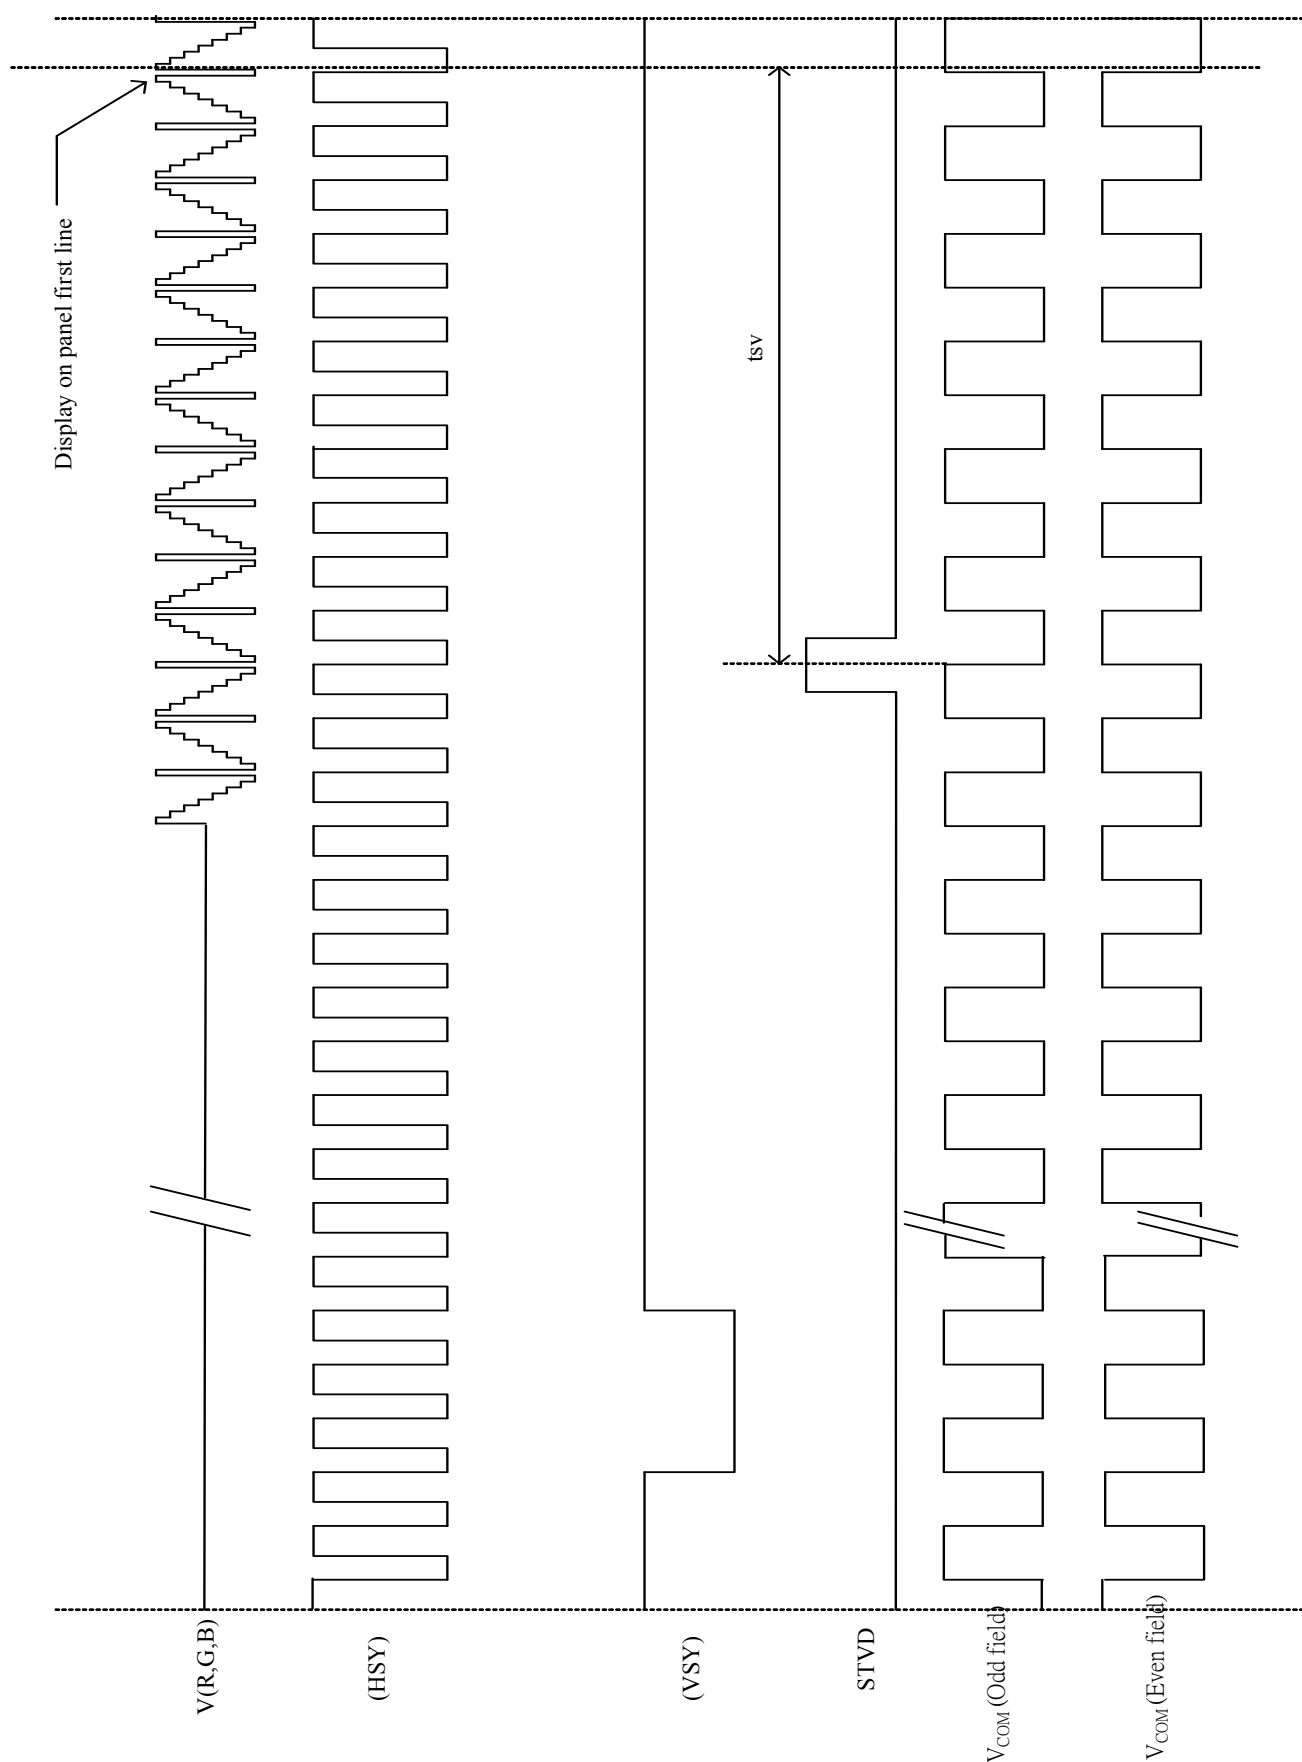 Display on panel first line
tsv
V(R,G,B)
(HSY)
(VSY)
STVD
VCOM (Odd field)
VCOM (Even field)